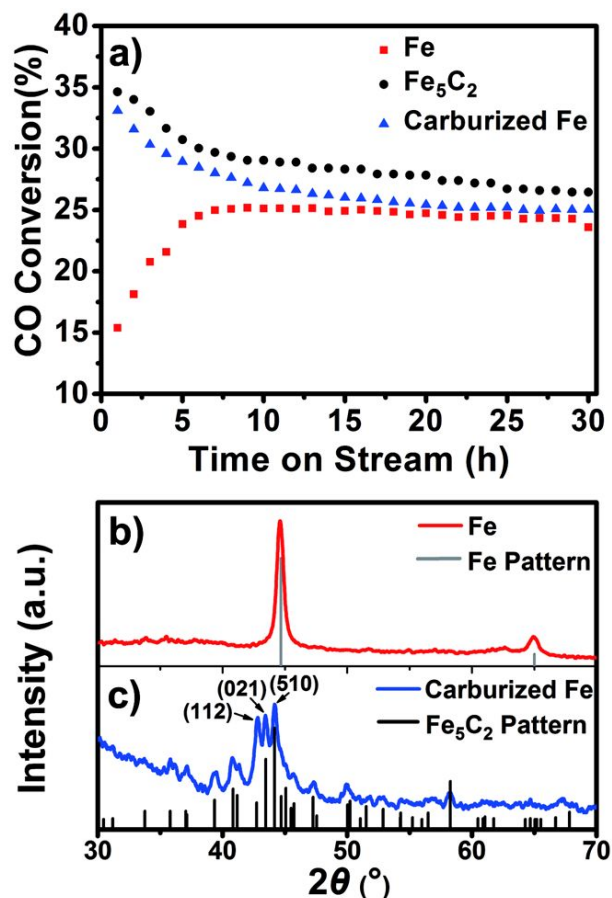 a)
Fe
Fe₅C₂
Carburized Fe
CO Conversion(%)
40
35
30
25
20
15
10
0 5 10 15 20 25 30
Time on Stream (h)
b)
Fe
Fe Pattern
c)
(112)
(021)
(510)
Carburized Fe
Fe₅C₂ Pattern
Intensity (a.u.)
30 40 50 60 70
2θ (°)